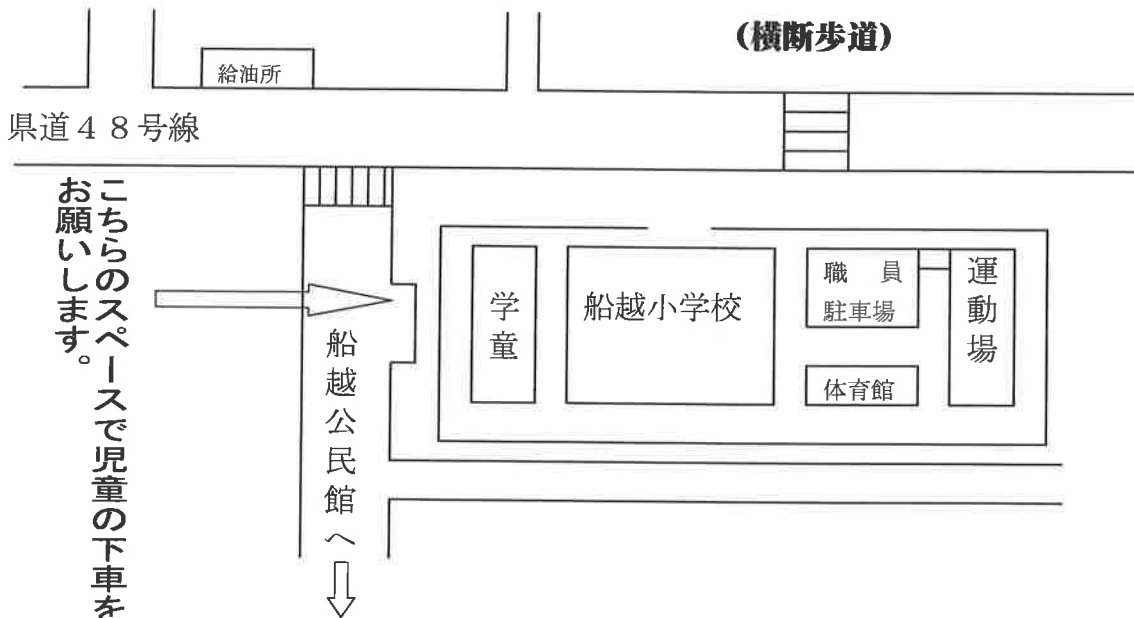 （横断歩道）
給油所
県道４８号線
こちらのスペースで児童の下車を
お願いします。
学童
船越小学校
職　員
駐車場
運動場
体育館
船越公民館へ